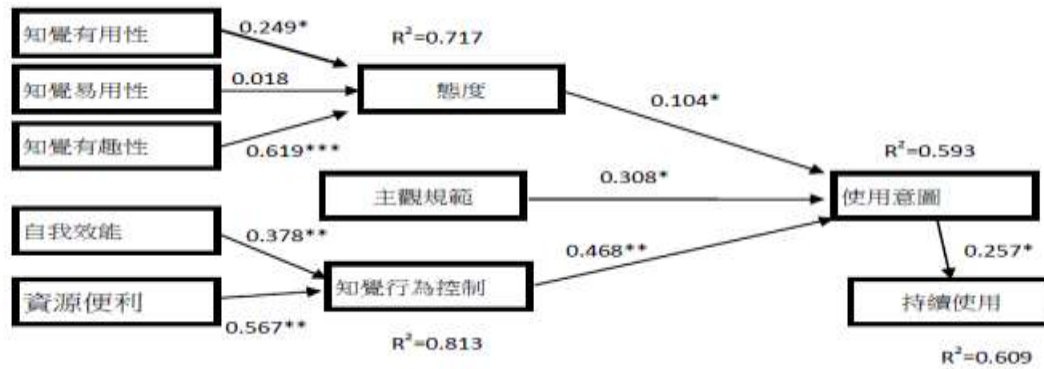 知覺有用性
0.249*
R²=0.717
知覺易用性
0.018
態度
0.104*
知覺有趣性
0.619***
R²=0.593
主觀規範
0.308*
使用意圖
自我效能
0.378**
0.468**
0.257*
資源便利
知覺行為控制
持續使用
0.567**
R²=0.813
R²=0.609